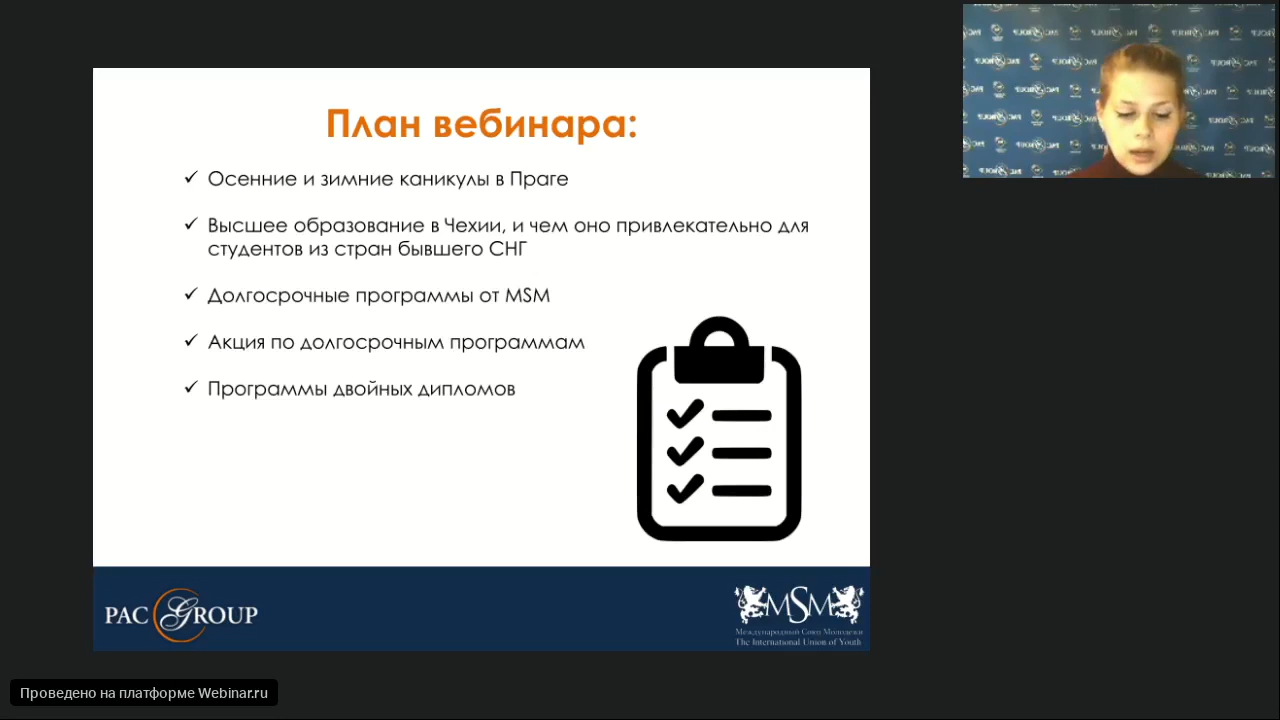 План вебинара:
Осенние и зимние каникулы в Праге
Высшее образование в Чехии, и чем оно привлекательно для
студентов из стран бывшего СНГ
Долгосрочные программы от MSM
Акция по долгосрочным программам
Программы двойных дипломов
PAC GROUP
MSM
Международный Союз Молодежи
The International Union of Youth
Проведено на платформе Webinar.ru